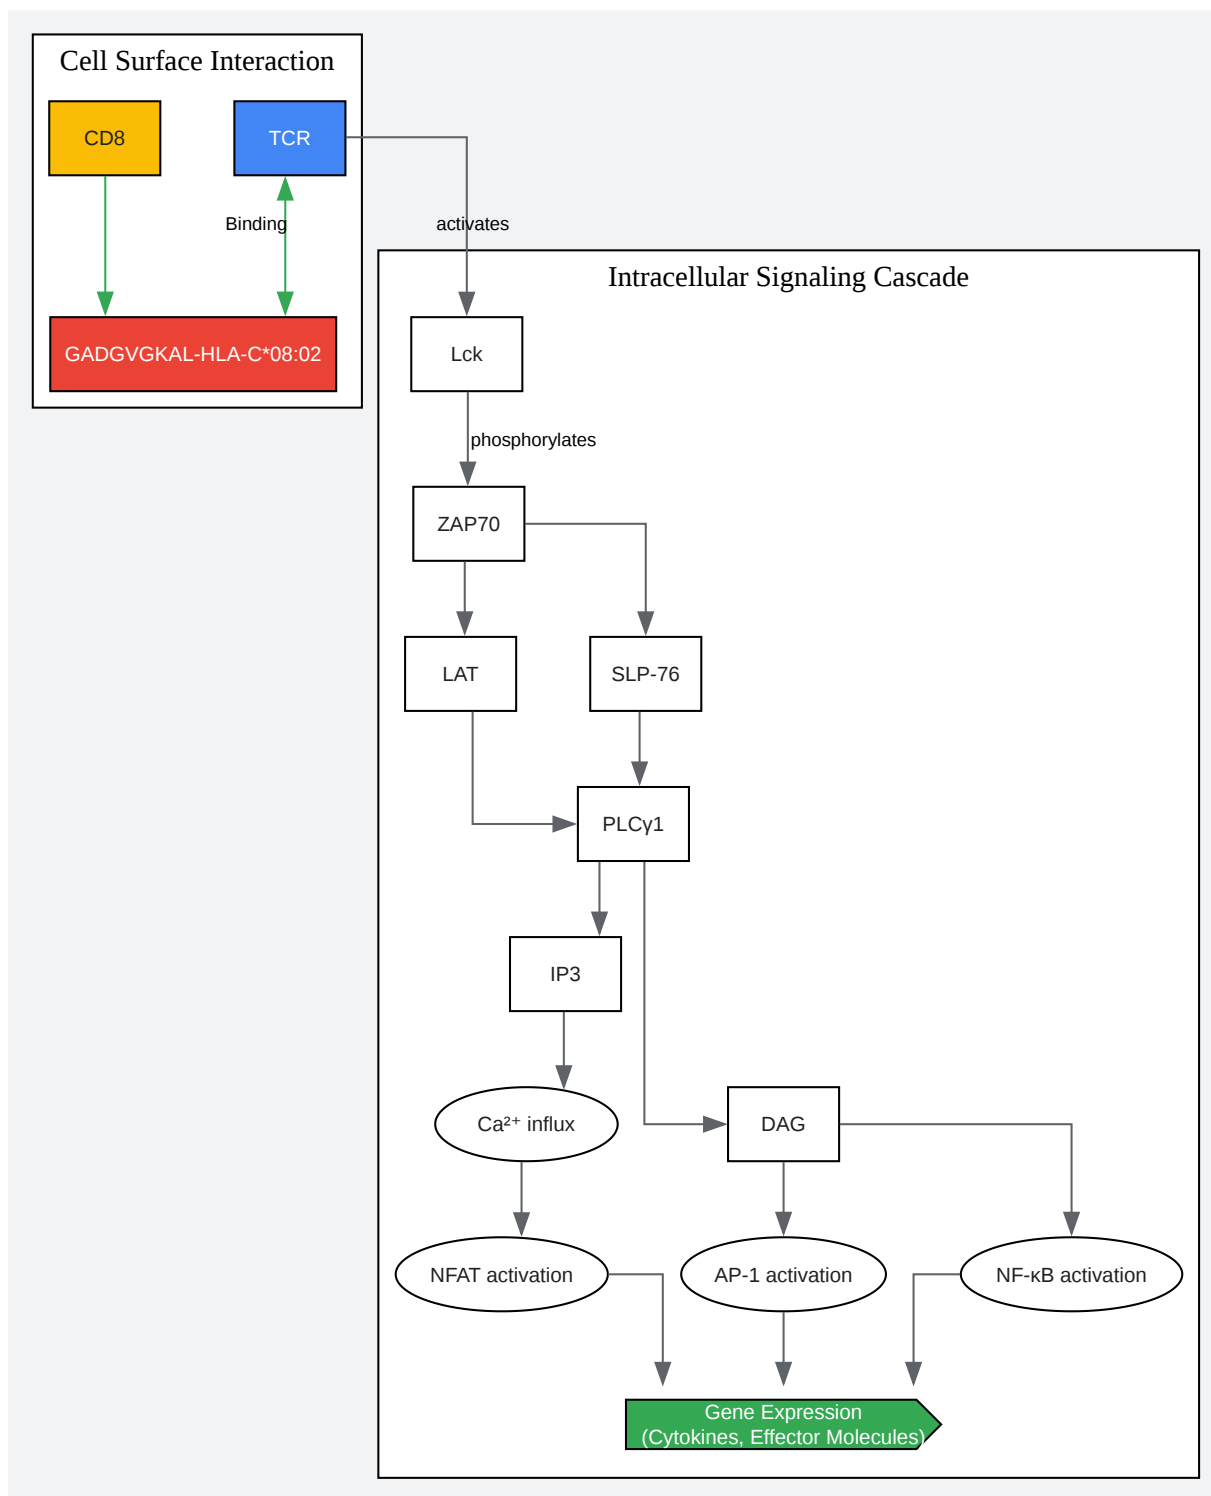 Cell Surface Interaction
CD8
TCR
Binding
activates
GADGVGKAL-HLA-C*08:02
Intracellular Signaling Cascade
Lck
phosphorylates
ZAP70
LAT
SLP-76
PLCγ1
IP3
Ca²⁺ influx
DAG
NFAT activation
AP-1 activation
NF-κB activation
Gene Expression
(Cytokines, Effector Molecules)